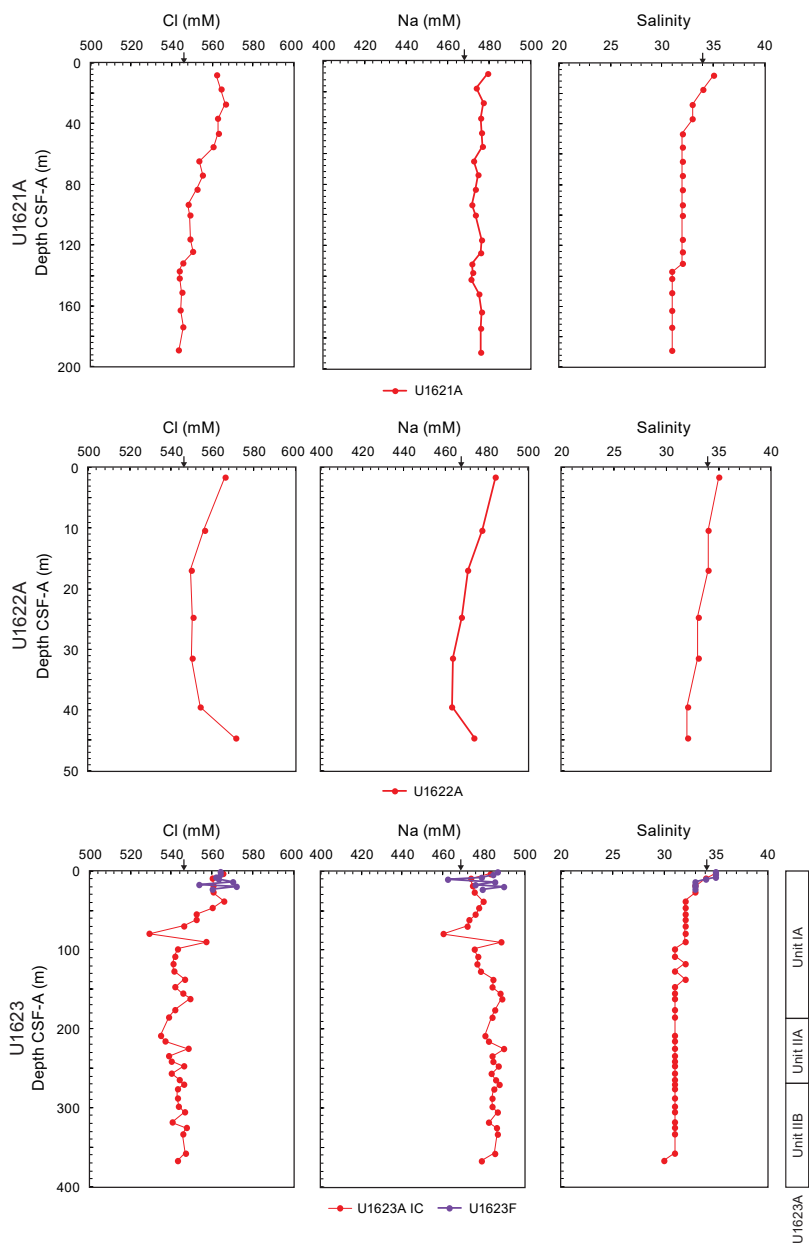 Cl (mM) Na (mM) Salinity
500 520 540 560 580 600 400 420 440 460 480 500 20 25 30 35 40
0
40
80
120
160
200
U1621A
Depth CSF-A (m)
U1621A
Cl (mM) Na (mM) Salinity
500 520 540 560 580 600 400 420 440 460 480 500 20 25 30 35 40
0
10
20
30
40
50
U1622A
Depth CSF-A (m)
U1622A
Cl (mM) Na (mM) Salinity
500 520 540 560 580 600 400 420 440 460 480 500 20 25 30 35 40
0
100
200
300
400
U1623
Depth CSF-A (m)
Unit IA
Unit IIA
Unit IIB
U1623A
U1623A IC U1623F